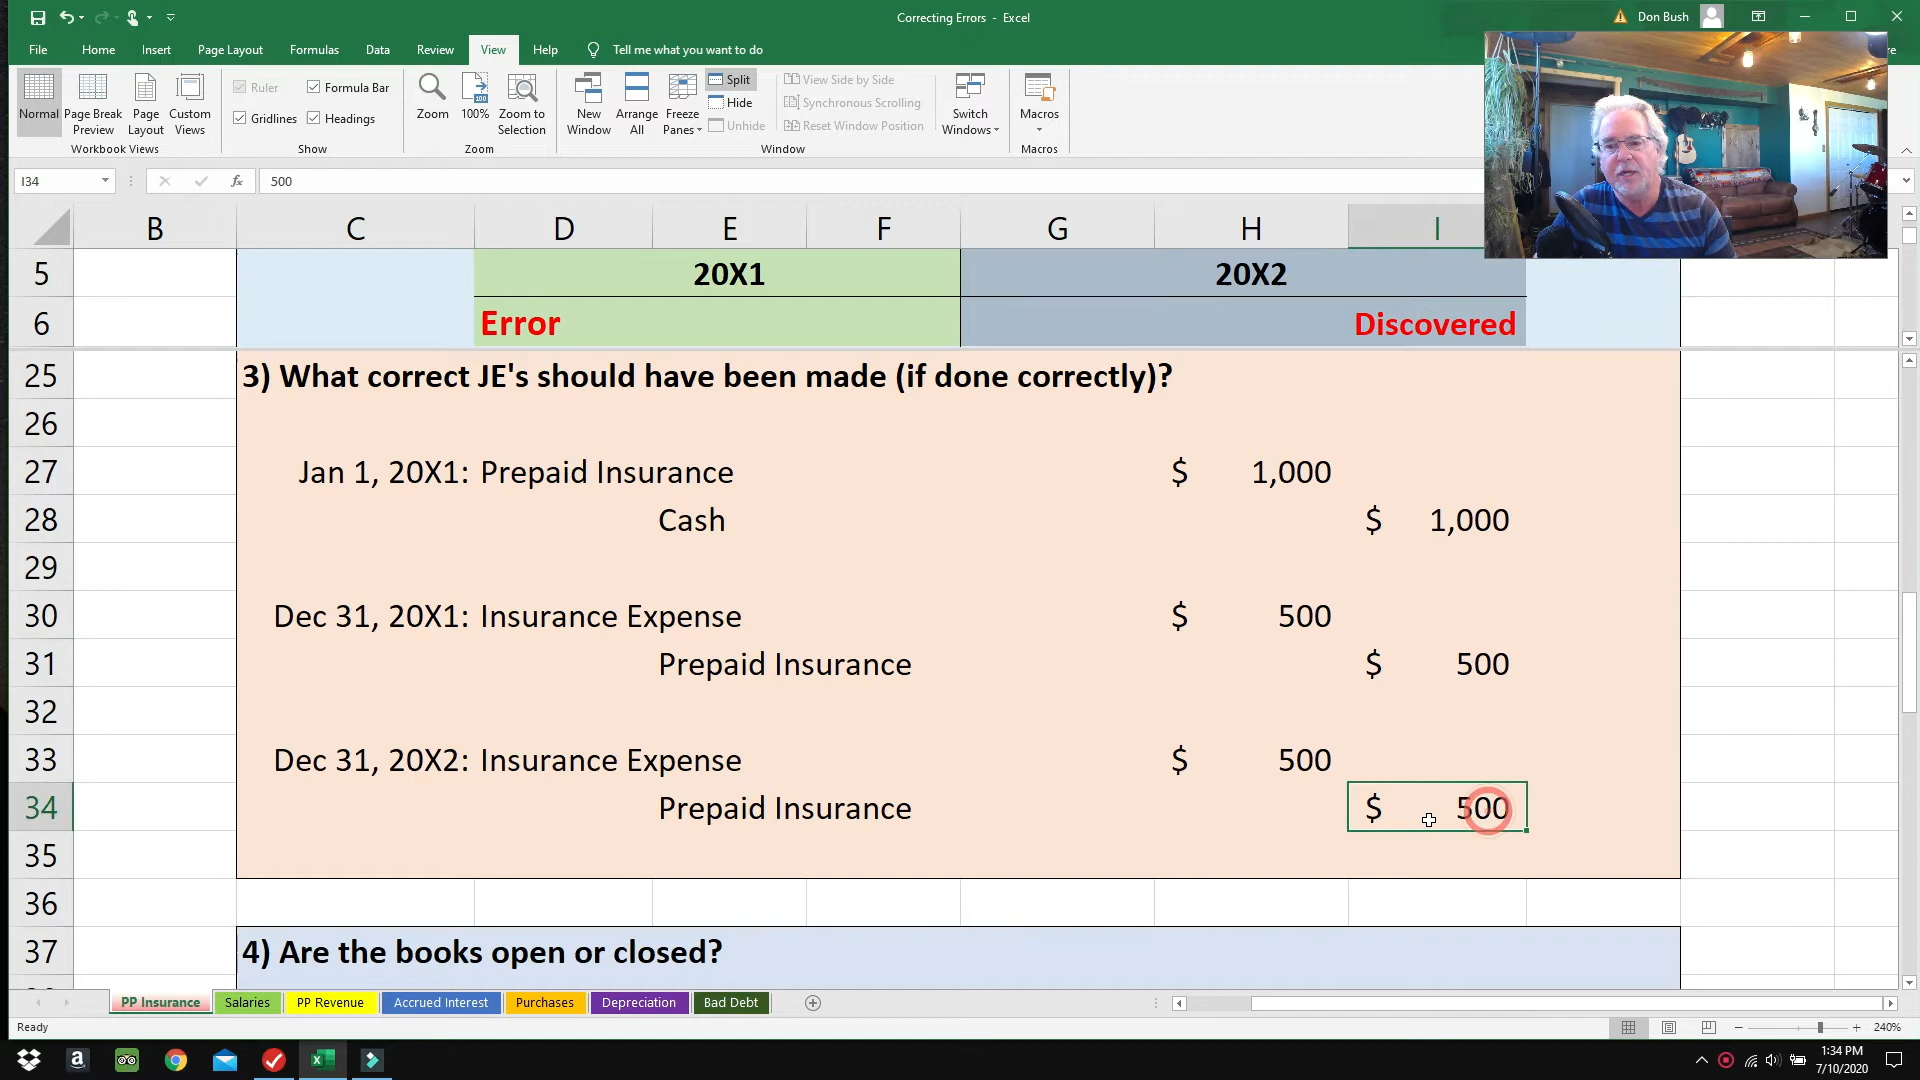 Correcting Errors - Excel
Don Bush
File Home Insert Page Layout Formulas Data Review View Help Tell me what you want to do
Normal
Page Break Preview
Page Layout
Custom Views
Workbook Views
Ruler
Formula Bar
Gridlines
Headings
Show
Zoom
100
100%
Zoom to Selection
Zoom
New Window
Arrange All
Freeze Panes
Split
Hide
Unhide
View Side by Side
Synchronous Scrolling
Reset Window Position
Window
Switch Windows
Macros
Macros
I34 fx 500
B C D E F G H I
5 20X1 20X2
6 Error Discovered
25 3) What correct JE's should have been made (if done correctly)?
26
27 Jan 1, 20X1: Prepaid Insurance $ 1,000
28 Cash $ 1,000
29
30 Dec 31, 20X1: Insurance Expense $ 500
31 Prepaid Insurance $ 500
32
33 Dec 31, 20X2: Insurance Expense $ 500
34 Prepaid Insurance $ 500
35
36
37 4) Are the books open or closed?
PP Insurance Salaries PP Revenue Accrued Interest Purchases Depreciation Bad Debt
Ready 240%
1:34 PM
7/10/2020